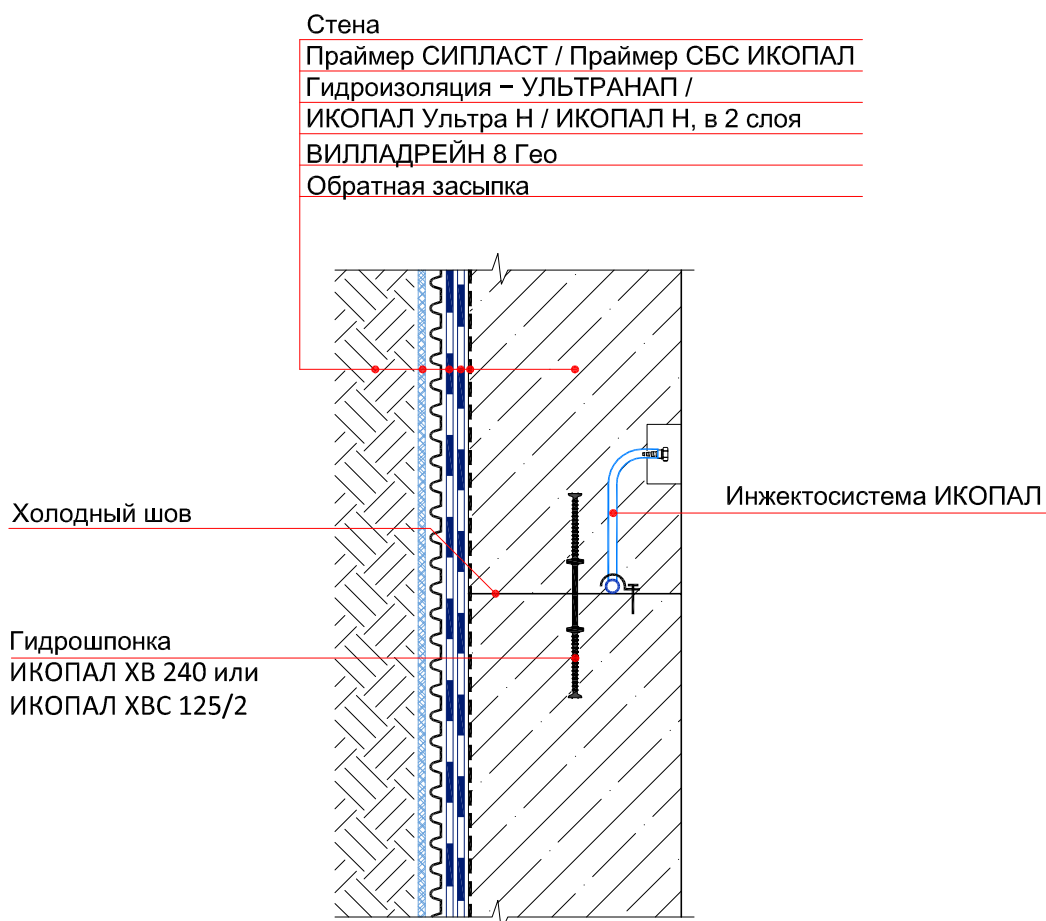 Стена
Праймер СИПЛАСТ / Праймер СБС ИКОПАЛ
Гидроизоляция – УЛЬТРАНАП /
ИКОПАЛ Ультра Н / ИКОПАЛ Н, в 2 слоя
ВИЛЛАДРЕЙН 8 Гео
Обратная засыпка
Инжектосистема ИКОПАЛ
Холодный шов
Гидрошпонка
ИКОПАЛ ХВ 240 или
ИКОПАЛ ХВС 125/2